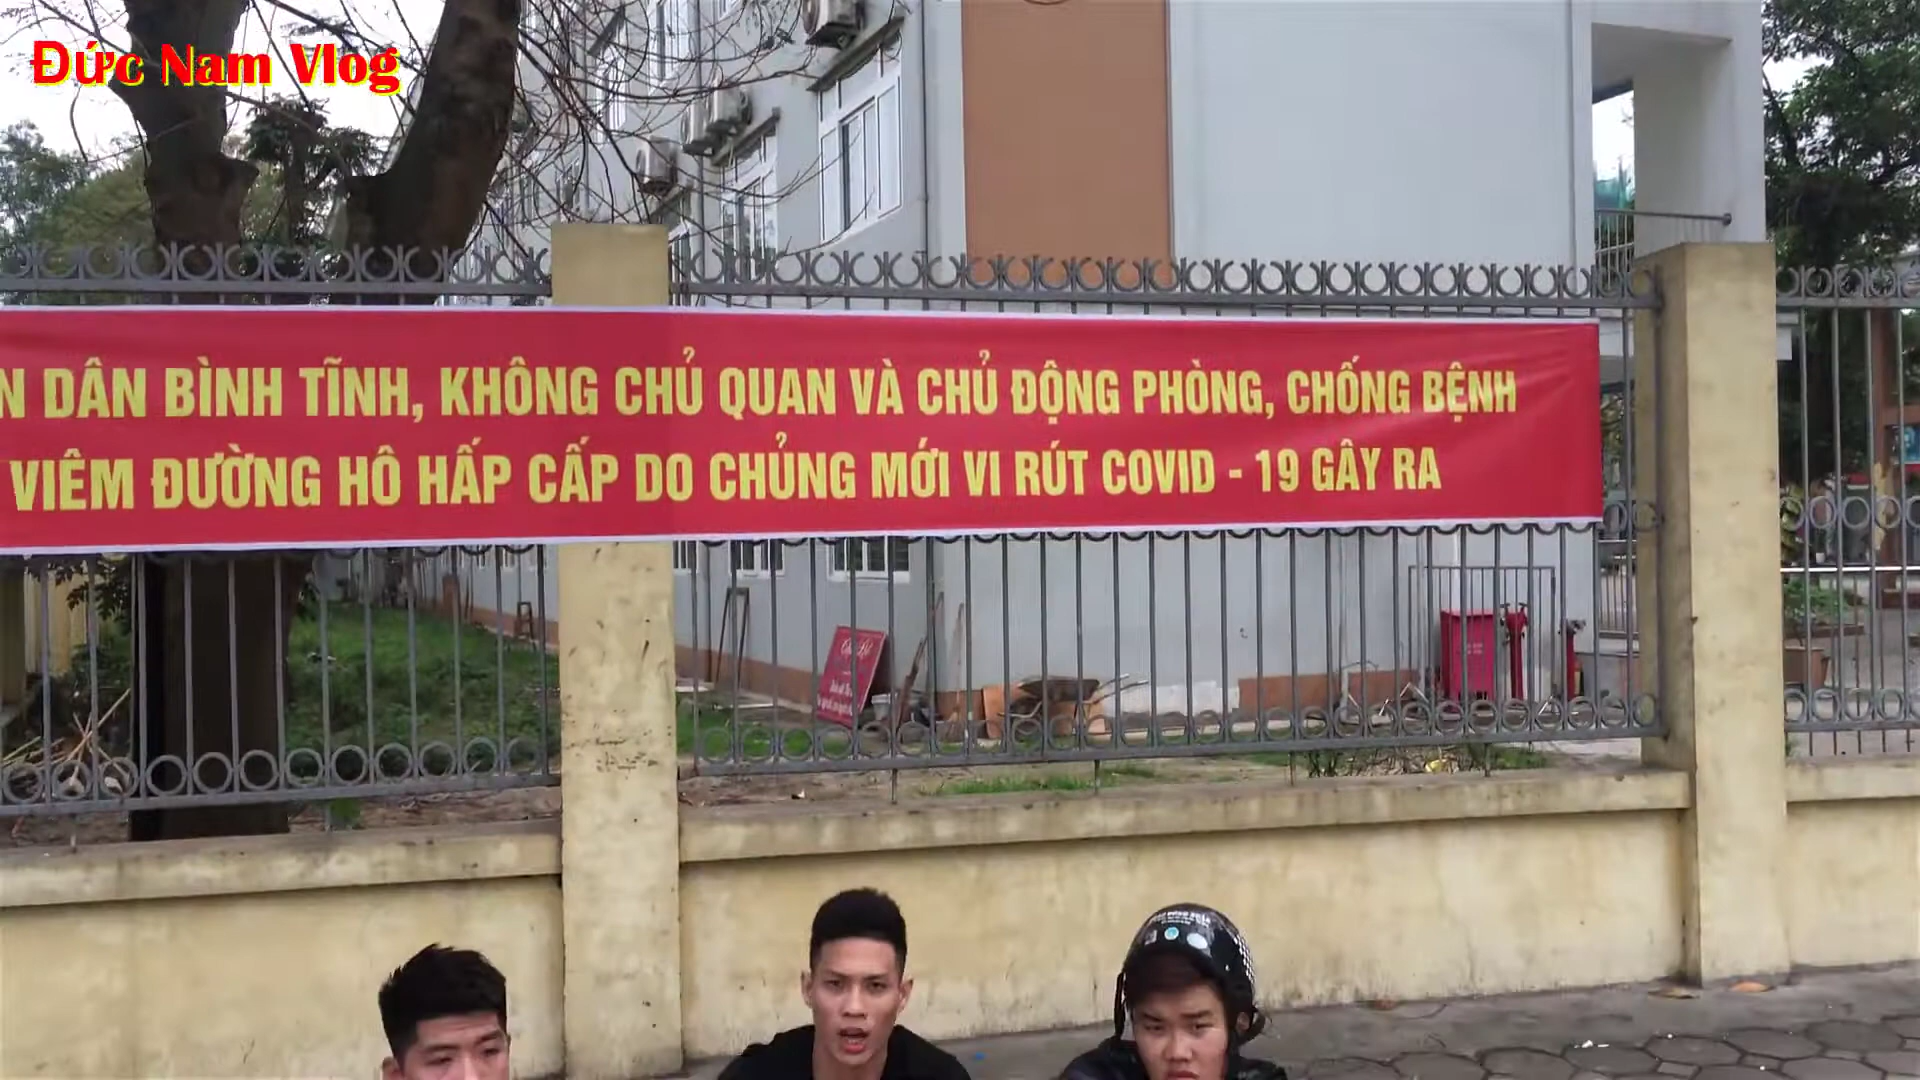 Đức Nam Vlog
DÂN BÌNH TĨNH, KHÔNG CHỦ QUAN VÀ CHỦ ĐỘNG PHÒNG, CHỐNG BỆNH
VIÊM ĐƯỜNG HÔ HẤP CẤP DO CHỦNG MỚI VI RÚT COVID - 19 GÂY RA